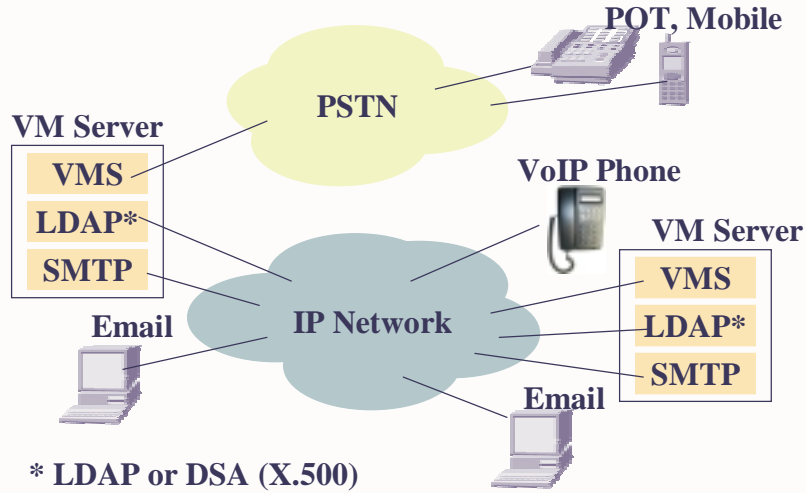 POT, Mobile
PSTN
VM Server
VMS
LDAP*
SMTP
VoIP Phone
VM Server
VMS
LDAP*
SMTP
IP Network
Email
Email
* LDAP or DSA (X.500)